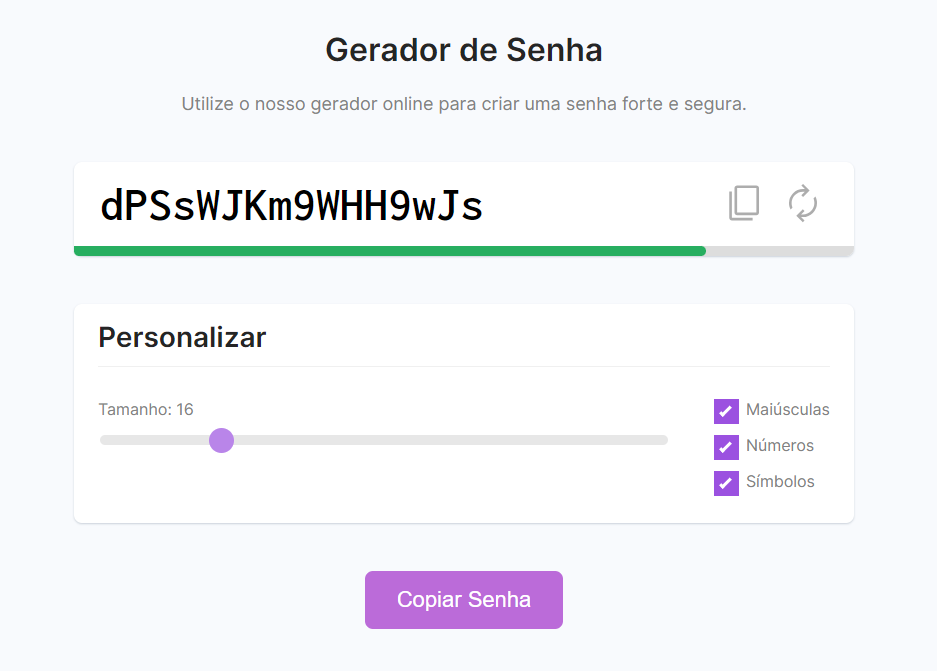 Gerador de Senha
Utilize o nosso gerador online para criar uma senha forte e segura.
dPSsWJKm9WHH9wJs
Personalizar
Tamanho: 16
Maiúsculas
Números
Símbolos
Copiar Senha